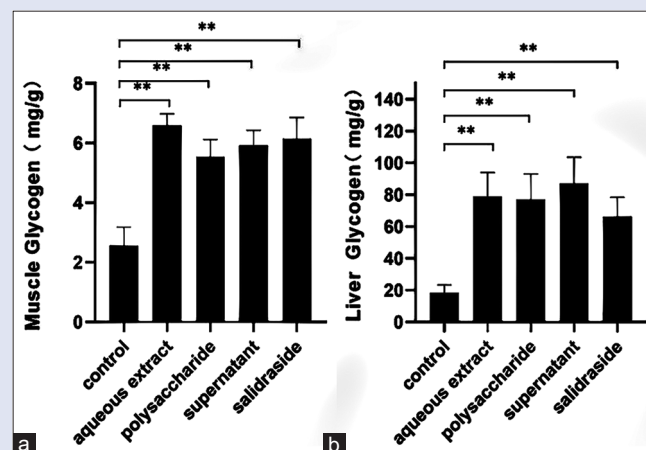 **
**
**
**
Muscle Glycogen ( mg/g)
8
6
4
2
0
control
aqueous extract
polysaccharide
supernatant
salidraside
a
**
**
**
**
Liver Glycogen( mg/g)
140
120
100
80
60
40
20
0
control
aqueous extract
polysaccharide
supernatant
salidraside
b